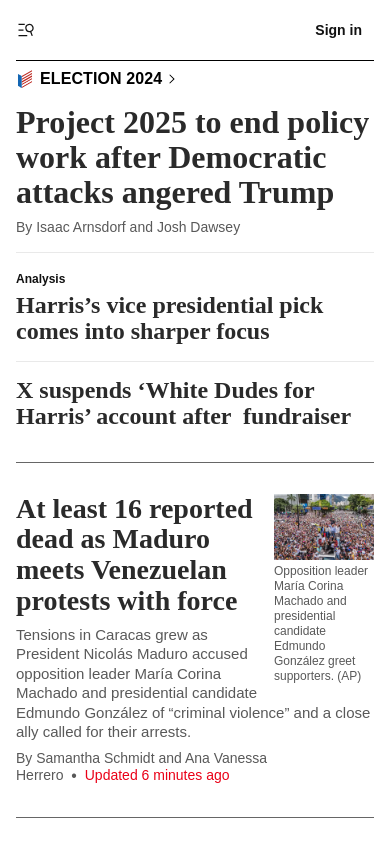 Sign in
ELECTION 2024
Project 2025 to end policy
work after Democratic
attacks angered Trump
By Isaac Arnsdorf and Josh Dawsey
Analysis
Harris’s vice presidential pick
comes into sharper focus
X suspends ‘White Dudes for
Harris’ account after fundraiser
At least 16 reported
dead as Maduro
meets Venezuelan
protests with force
Tensions in Caracas grew as
President Nicolás Maduro accused
opposition leader María Corina
Machado and presidential candidate
Edmundo González of “criminal violence” and a close
ally called for their arrests.
By Samantha Schmidt and Ana Vanessa
Herrero • Updated 6 minutes ago
Opposition leader
María Corina
Machado and
presidential
candidate
Edmundo
González greet
supporters. (AP)